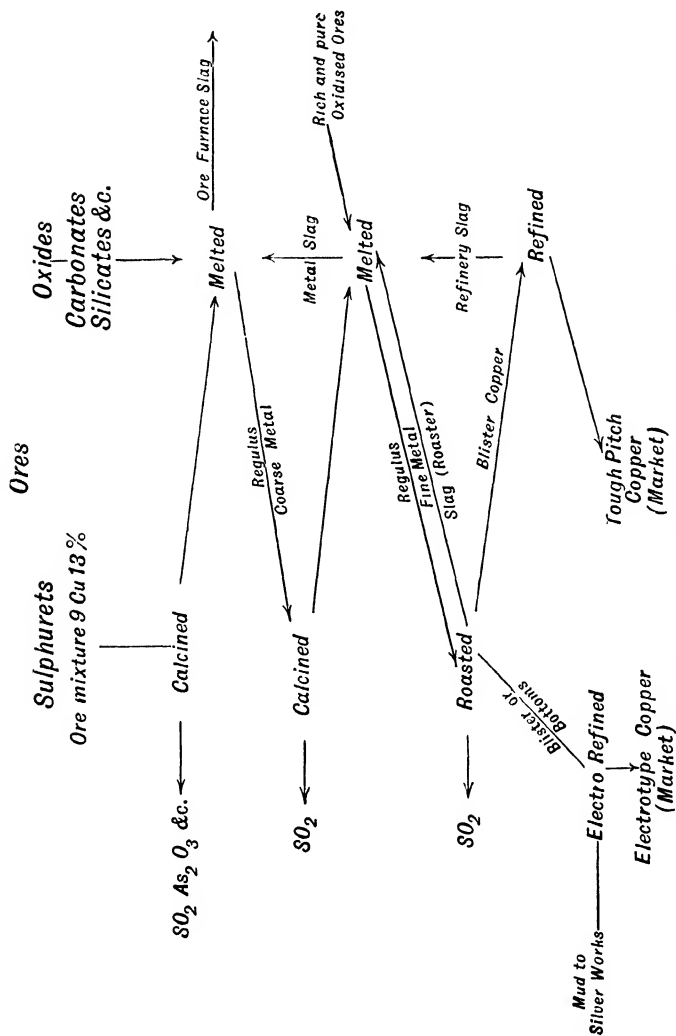 Ores
Sulphurets
Ore mixture 9 Cu 13%
Oxides
Carbonates
Silicates &c.
SO2 As2 O3 &c.
Calcined
Melted
Ore Furnace Slag
Regulus
Coarse Metal
Metal Slag
Rich and pure
Oxidised Ores
SO2
Calcined
Melted
Regulus
Fine Metal
Slag (Roaster)
Refinery Slag
SO2
Roasted
Blister Copper
Refined
Blister or
Bottoms
Mud to
Silver Works
Electro Refined
Electrotype Copper
(Market)
Tough Pitch
Copper
(Market)